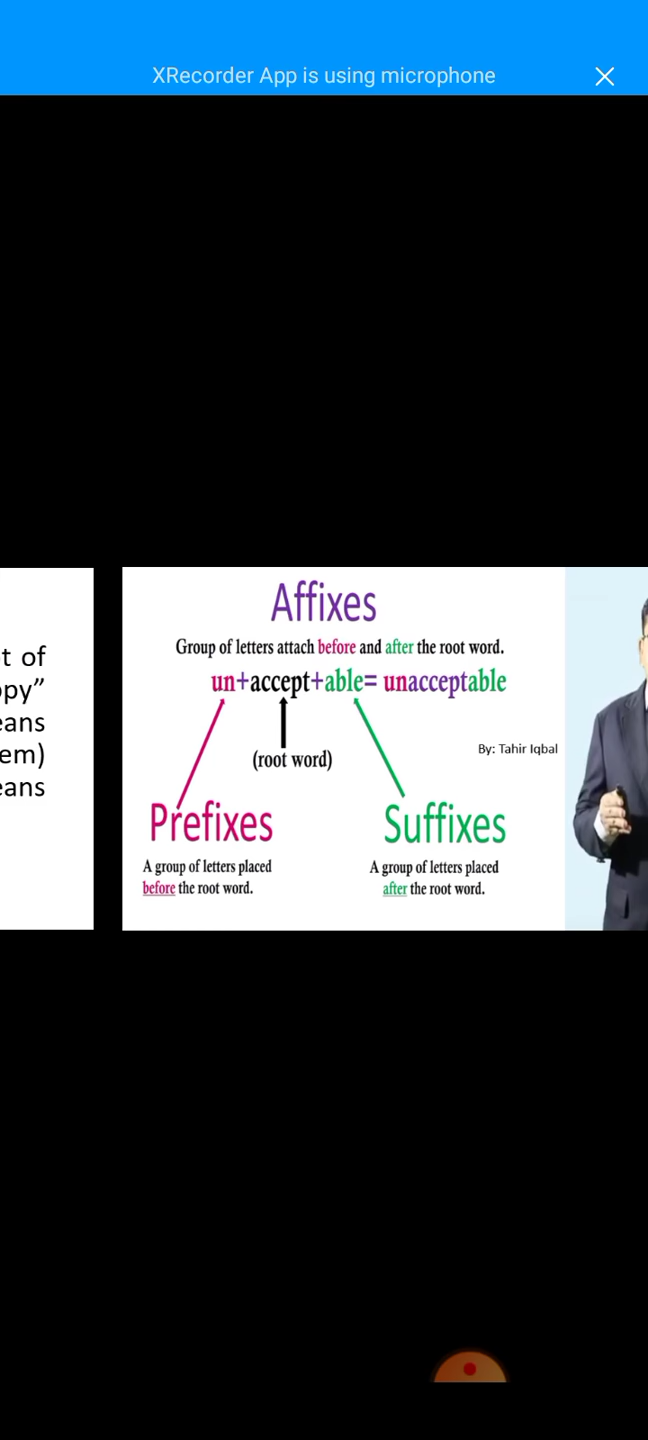 XRecorder App is using microphone
t of
opy”
eans
em)
eans
Affixes
Group of letters attach before and after the root word.
un+accept+able= unacceptable
(root word)
By: Tahir Iqbal
Prefixes
Suffixes
A group of letters placed
before the root word.
A group of letters placed
after the root word.